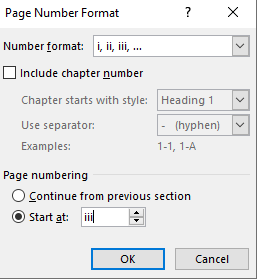 Page Number Format
Number format: i, ii, iii, ...
Include chapter number
Chapter starts with style: Heading 1
Use separator: - (hyphen)
Examples: 1-1, 1-A
Page numbering
Continue from previous section
Start at: iii
OK Cancel